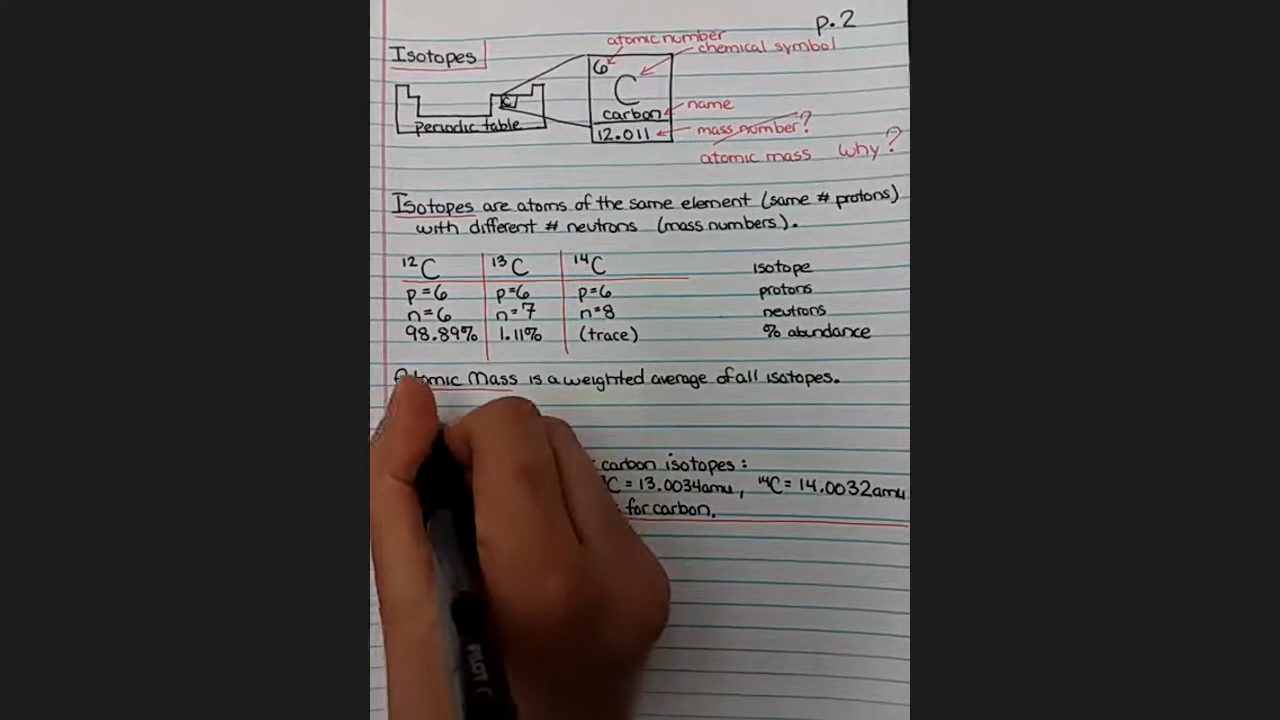 p.2
atomic number
chemical symbol
Isotopes
6
C
C
carbon
name
periodic table
12.011
mass number?
atomic mass why?
Isotopes are atoms of the same element (same # protons)
with different # neutrons (mass numbers).
¹²C ¹³C ¹⁴C isotope
p=6 p=6 p=6 protons
n=6 n=7 n=8 neutrons
98.89% 1.11% (trace) % abundance
Atomic Mass is a weighted average of all isotopes.
carbon isotopes:
C = 13.0034amu, ¹⁴C = 14.0032amu
for carbon.
PILOT